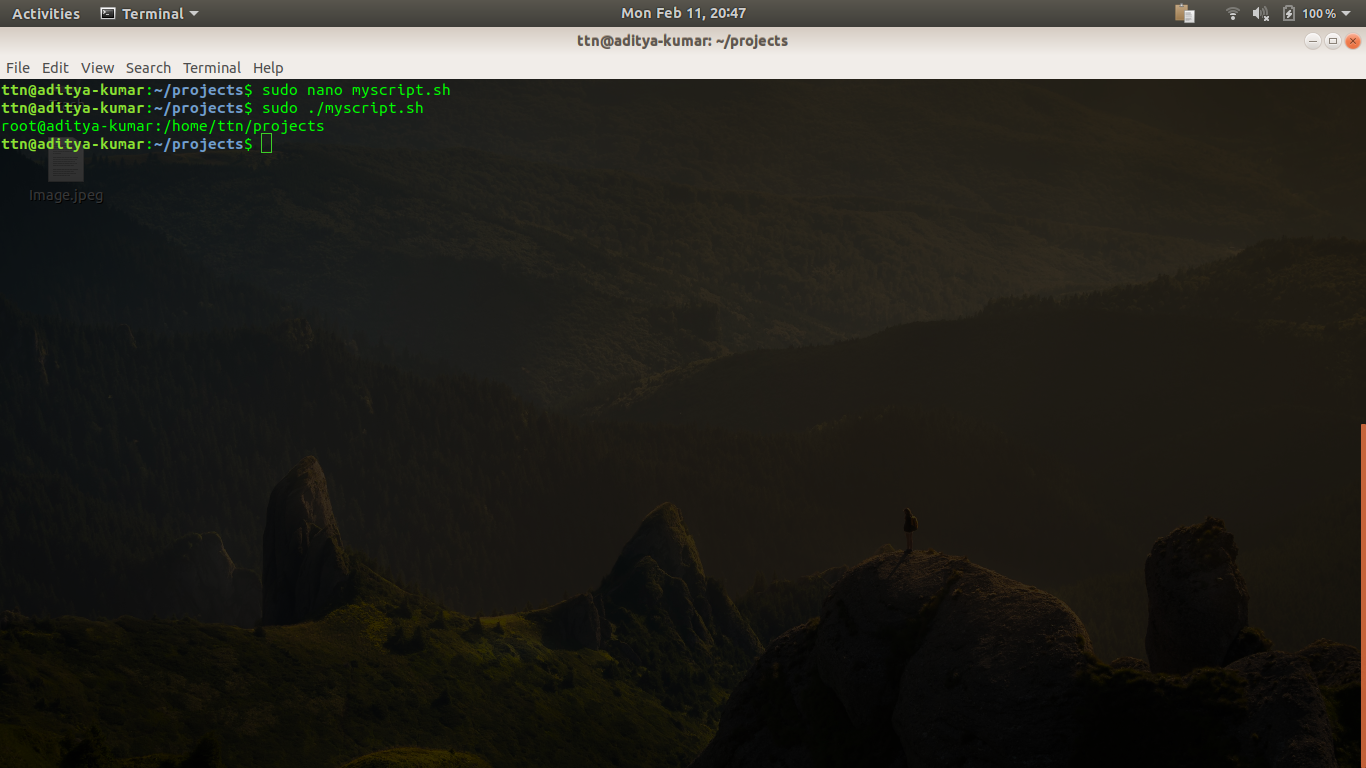 Activities Terminal Mon Feb 11, 20:47 100 %
ttn@aditya-kumar: ~/projects
File Edit View Search Terminal Help
ttn@aditya-kumar:~/projects$ sudo nano myscript.sh
ttn@aditya-kumar:~/projects$ sudo ./myscript.sh
root@aditya-kumar:/home/ttn/projects
ttn@aditya-kumar:~/projects$
Image.jpeg